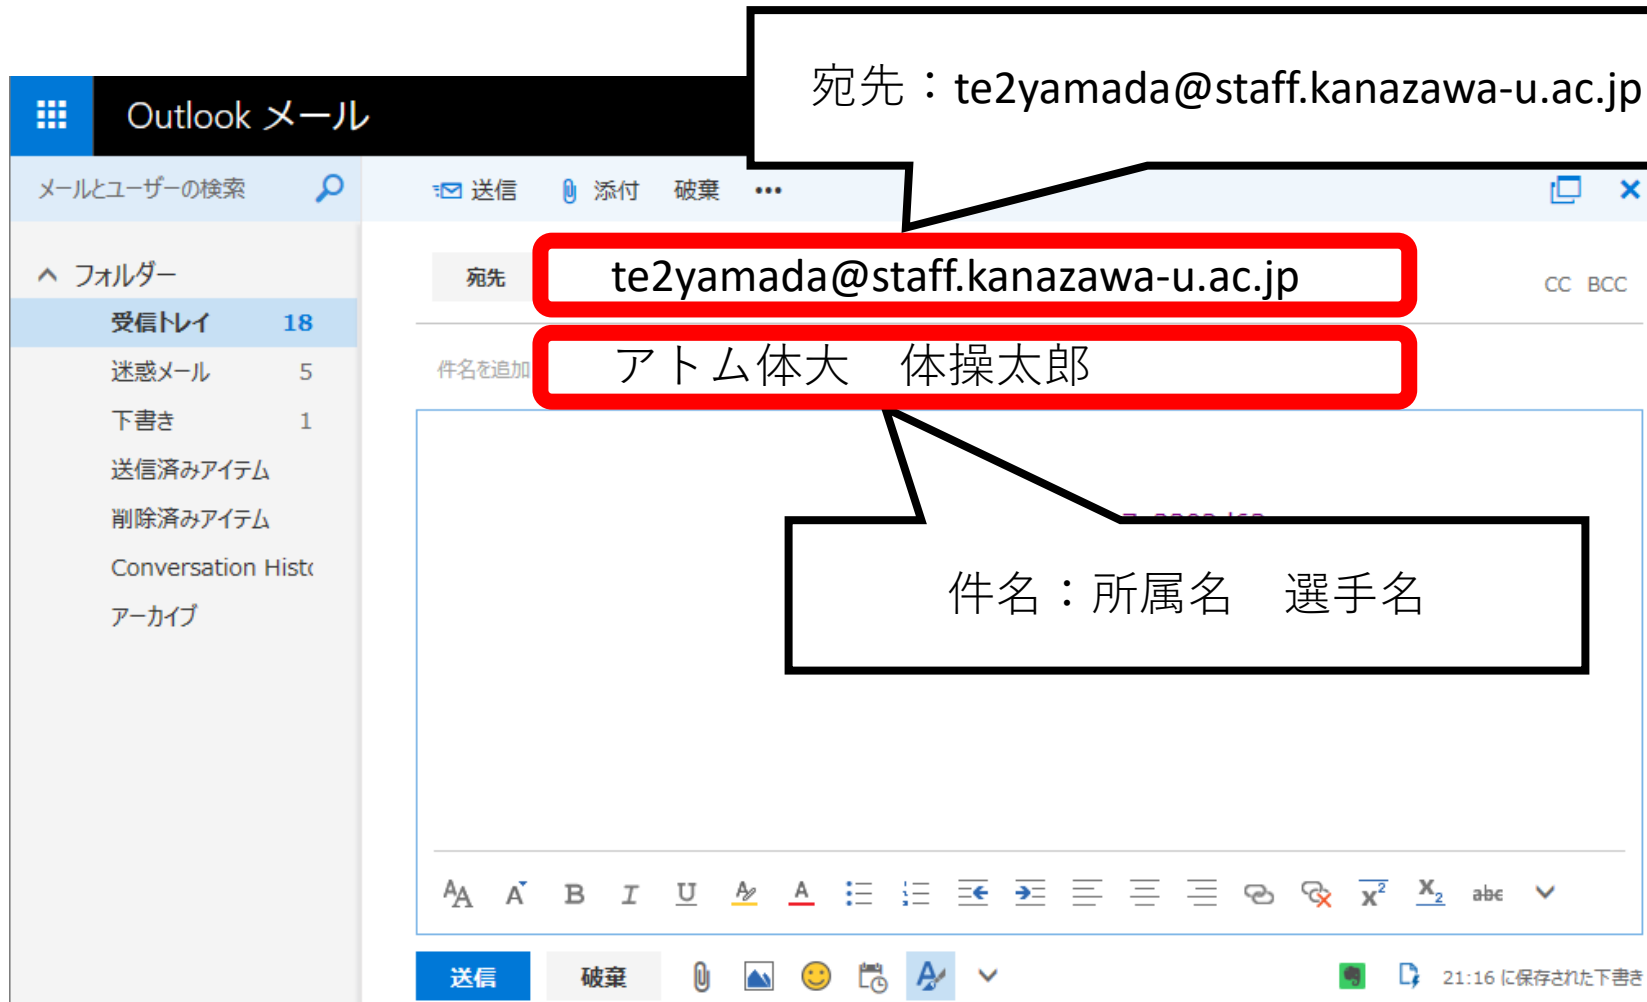 宛先：te2yamada@staff.kanazawa-u.ac.jp
Outlook メール
メールとユーザーの検索
送信 添付 破棄 •••
フォルダー
宛先 te2yamada@staff.kanazawa-u.ac.jp CC BCC
受信トレイ 18
件名を追加 アトム体大　体操太郎
迷惑メール 5
下書き 1
送信済みアイテム
削除済みアイテム
Conversation Histo
アーカイブ
件名：所属名　選手名
送信 破棄
21:16 に保存された下書き